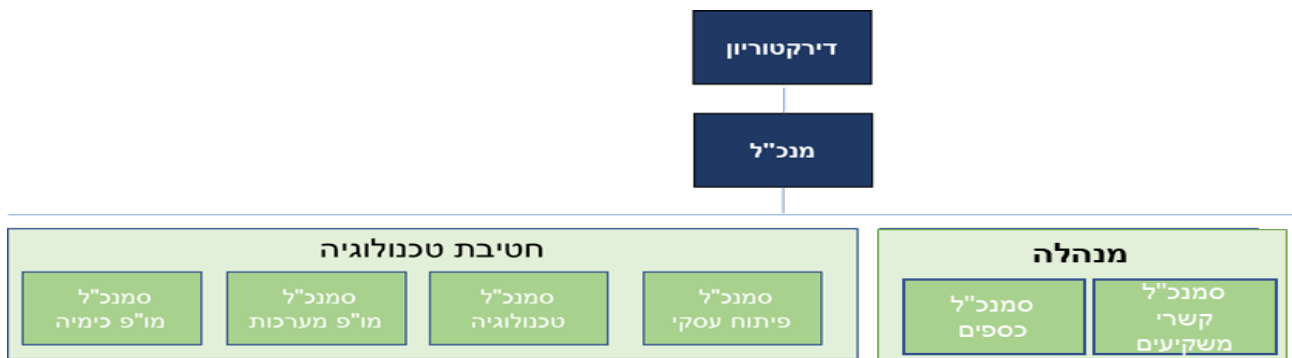 דירקטוריון
מנכ"ל
מנהלה
סמנכ"ל
קשרי
משקיעים
סמנכ"ל
כספים
חטיבת טכנולוגיה
סמנכ"ל
פיתוח עסקי
סמנכ"ל
טכנולוגיה
סמנכ"ל
מו"פ מערכות
סמנכ"ל
מו"פ כימיה